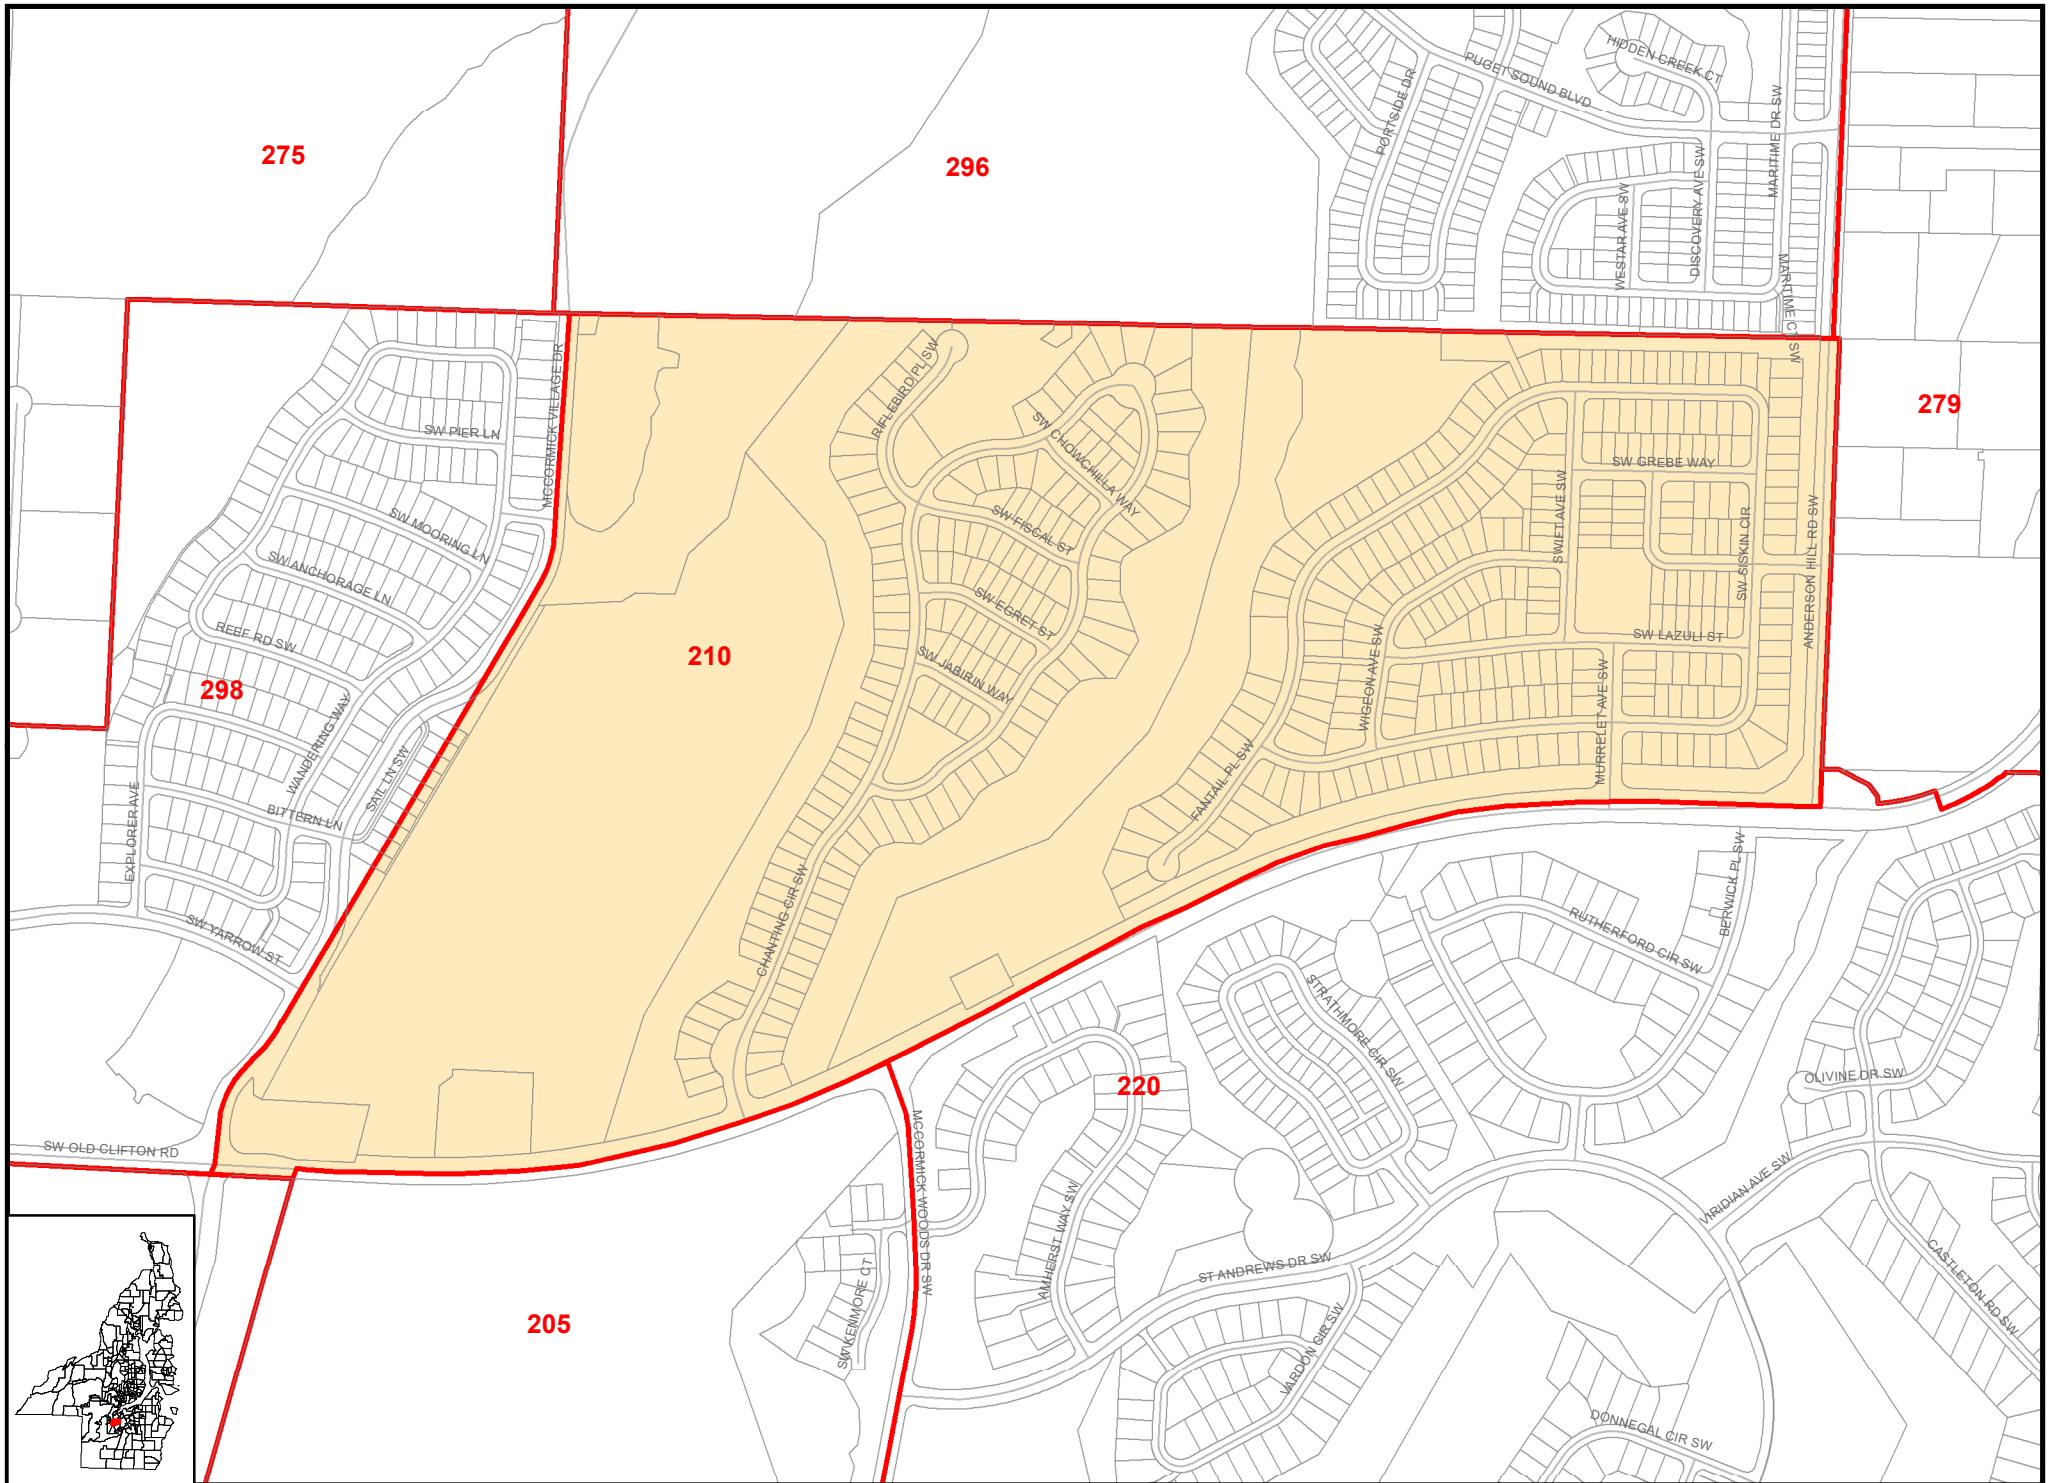 HIDDEN CREEK CT
PUGET SOUND BLVD
PORTSIDE DR
MARITIME DR SW
275
296
DISCOVERY AVE SW
WESTAR AVE SW
MARITIME CT SW
RIFLEBIRD PL SW
MCCORMICK VILLAGE DR
279
SW PIER LN
SW CHOWCHILLA WAY
SW GREBE WAY
SW MOORING LN
SW FISCAL ST
SWIFT AVE SW
SW SISKIN CIR
ANDERSON HILL RD SW
SW ANCHORAGE LN
SW EGRET ST
REEF RD SW
SW LAZULI ST
210
SW JABIRIN WAY
WIGEON AVE SW
MURRELET AVE SW
298
WANDERING WAY
SAIL LN SW
FANTAIL PL SW
EXPLORER AVE
BITTERN LN
BERWICK PL SW
CHANTING CIR SW
RUTHERFORD CIR SW
SW YARROW ST
STRATHMORE CIR SW
220
OLIVINE DR SW
SW OLD CLIFTON RD
MCCORMICK WOODS DR SW
VIRIDIAN AVE SW
AMHERST WAY SW
ST ANDREWS DR SW
CASTLETON RD SW
SW KENMORE CT
205
VARDON CIR SW
DONNEGAL CIR SW